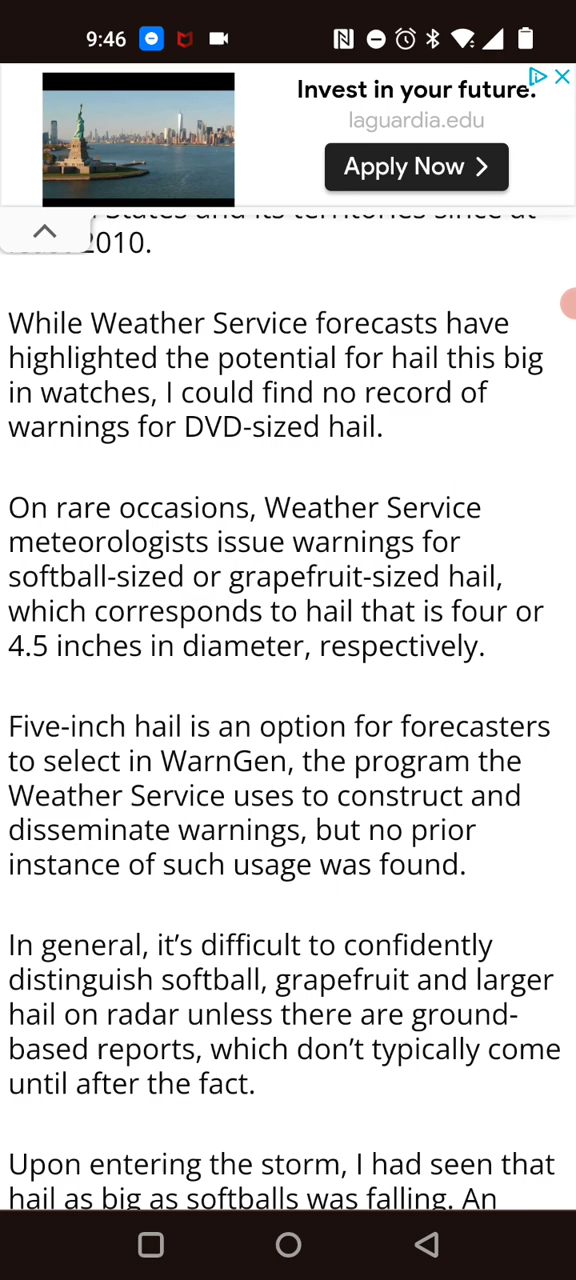 9:46
Invest in your future.
laguardia.edu
Apply Now
States and its territories since at
2010.
While Weather Service forecasts have
highlighted the potential for hail this big
in watches, I could find no record of
warnings for DVD-sized hail.
On rare occasions, Weather Service
meteorologists issue warnings for
softball-sized or grapefruit-sized hail,
which corresponds to hail that is four or
4.5 inches in diameter, respectively.
Five-inch hail is an option for forecasters
to select in WarnGen, the program the
Weather Service uses to construct and
disseminate warnings, but no prior
instance of such usage was found.
In general, it’s difficult to confidently
distinguish softball, grapefruit and larger
hail on radar unless there are ground-
based reports, which don’t typically come
until after the fact.
Upon entering the storm, I had seen that
hail as big as softballs was falling. An